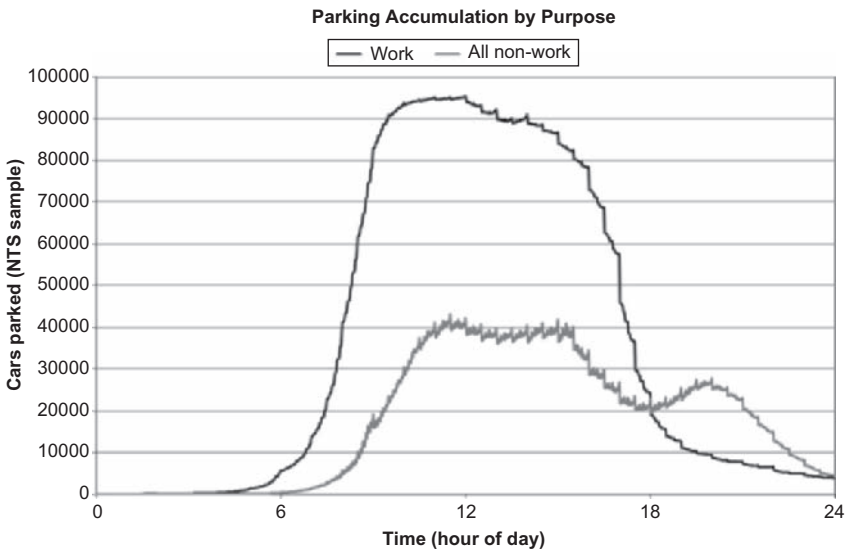 Parking Accumulation by Purpose
Work All non-work
100000
90000
80000
70000
60000
50000
40000
30000
20000
10000
0
Cars parked (NTS sample)
0 6 12 18 24
Time (hour of day)